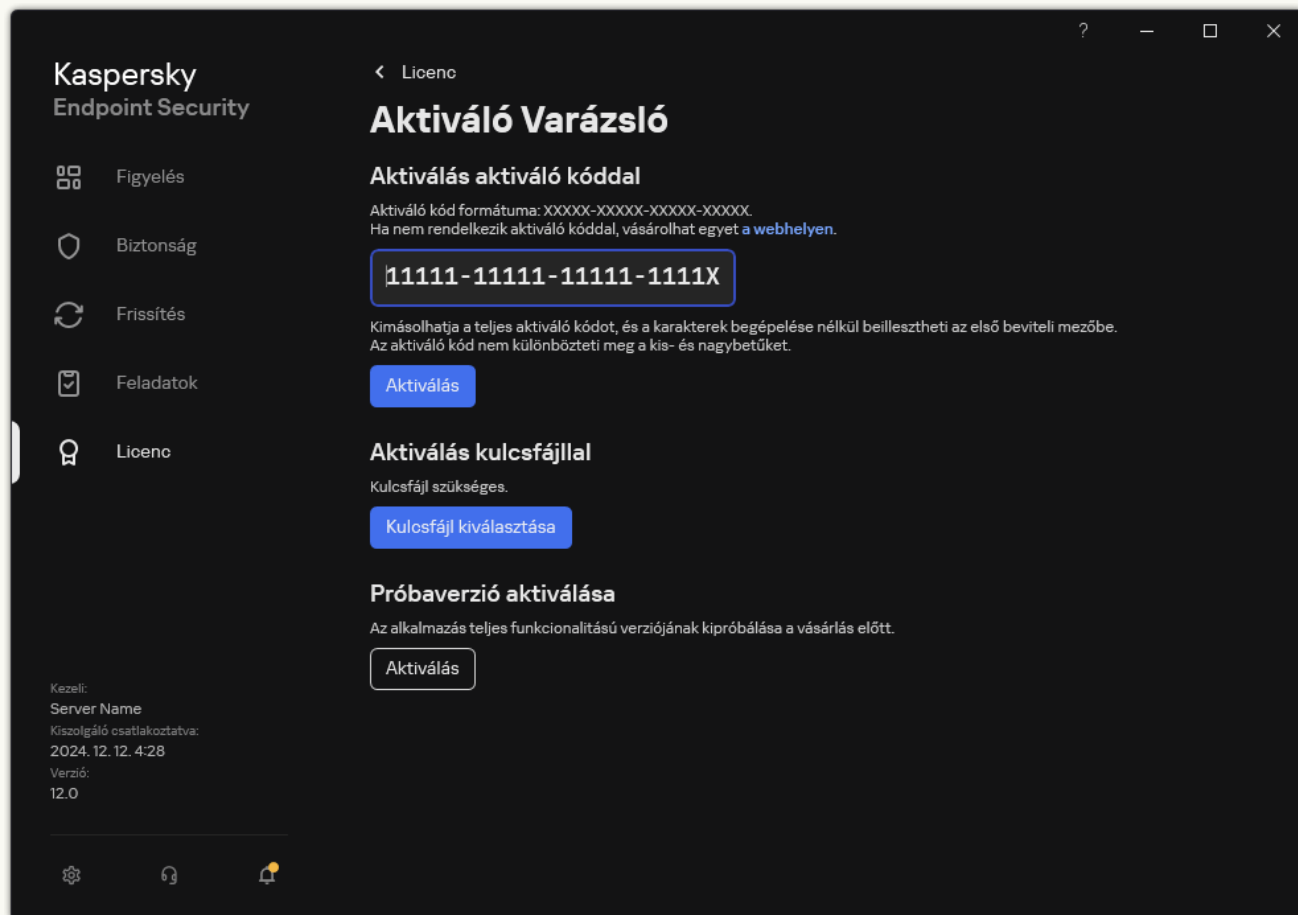 ?
Kaspersky
Endpoint Security
Figyelés
Biztonság
Frissítés
Feladatok
Licenc
Kezeli:
Server Name
Kiszolgáló csatlakoztatva:
2024. 12. 12. 4:28
Verzió:
12.0
Licenc
Aktiváló Varázsló
Aktiválás aktiváló kóddal
Aktiváló kód formátuma: XXXXX-XXXXX-XXXXX-XXXXX.
Ha nem rendelkezik aktiváló kóddal, vásárolhat egyet a webhelyen.
11111-11111-11111-1111X
Kimásolhatja a teljes aktiváló kódot, és a karakterek begépelése nélkül beillesztheti az első beviteli mezőbe.
Az aktiváló kód nem különbözteti meg a kis- és nagybetűket.
Aktiválás
Aktiválás kulcsfájllal
Kulcsfájl szükséges.
Kulcsfájl kiválasztása
Próbaverzió aktiválása
Az alkalmazás teljes funkcionalitású verziójának kipróbálása a vásárlás előtt.
Aktiválás